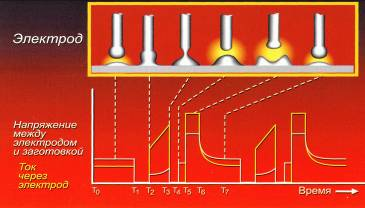 Электрод
Напряжение
между
электродом
и заготовкой
Ток
через
электрод
T0 T1 T2 T3 T4 T5 T6 T7 Время